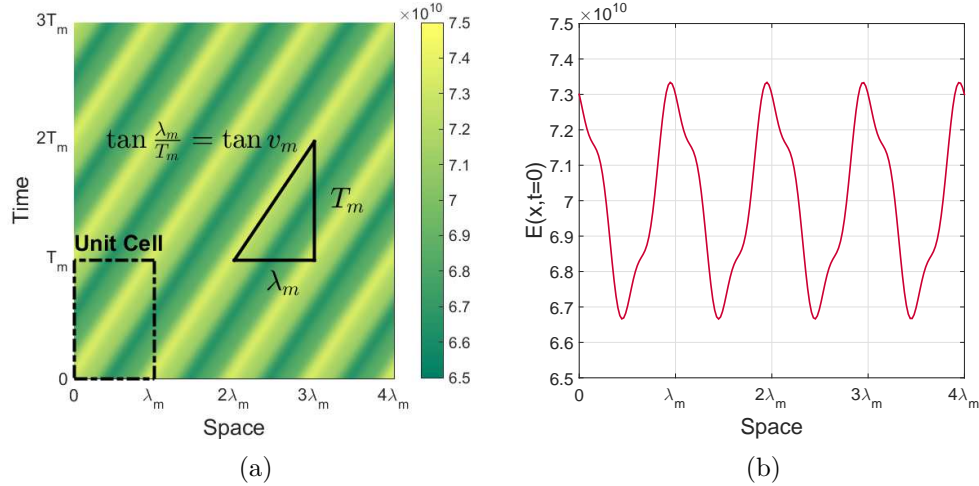 ×10^10
3T_m
2T_m
T_m
0
Time
tan λ_m/T_m = tan v_m
T_m
λ_m
Unit Cell
0
λ_m
2λ_m
3λ_m
4λ_m
Space
7.5
7.4
7.3
7.2
7.1
7
6.9
6.8
6.7
6.6
6.5
(a)
×10^10
7.5
7.4
7.3
7.2
7.1
7
6.9
6.8
6.7
6.6
6.5
E(x,t=0)
0
λ_m
2λ_m
3λ_m
4λ_m
Space
(b)